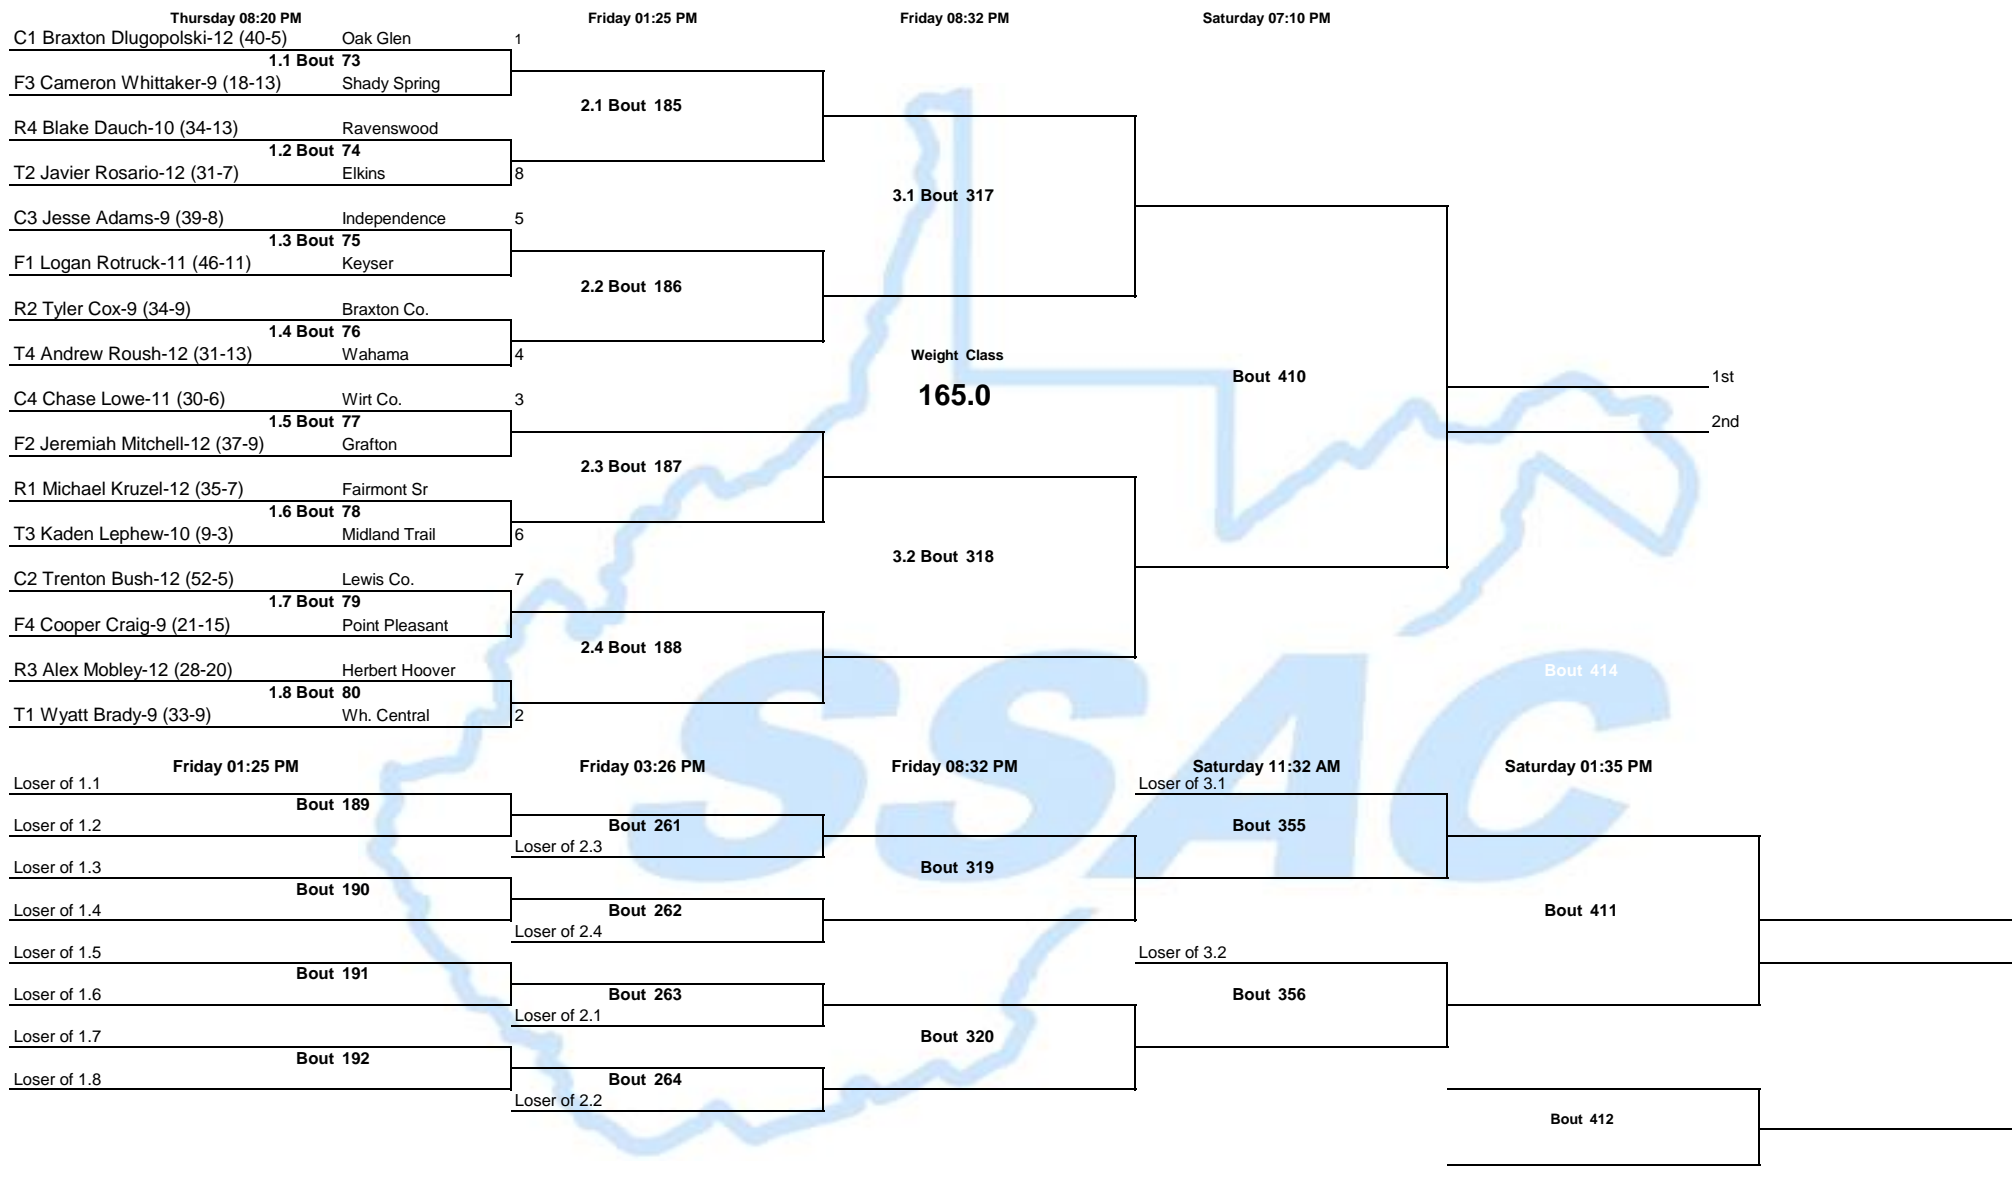 Thursday 08:20 PM Friday 01:25 PM Friday 08:32 PM Saturday 07:10 PM
C1 Braxton Dlugopolski-12 (40-5) Oak Glen 1
1.1 Bout 73
F3 Cameron Whittaker-9 (18-13) Shady Spring
2.1 Bout 185
R4 Blake Dauch-10 (34-13) Ravenswood
1.2 Bout 74
T2 Javier Rosario-12 (31-7) Elkins 8
3.1 Bout 317
C3 Jesse Adams-9 (39-8) Independence 5
1.3 Bout 75
F1 Logan Rotruck-11 (46-11) Keyser
2.2 Bout 186
R2 Tyler Cox-9 (34-9) Braxton Co.
1.4 Bout 76
T4 Andrew Roush-12 (31-13) Wahama 4
Weight Class
Bout 410 1st
165.0
C4 Chase Lowe-11 (30-6) Wirt Co. 3
1.5 Bout 77 2nd
F2 Jeremiah Mitchell-12 (37-9) Grafton
2.3 Bout 187
R1 Michael Kruzel-12 (35-7) Fairmont Sr
1.6 Bout 78
T3 Kaden Lephew-10 (9-3) Midland Trail 6
3.2 Bout 318
C2 Trenton Bush-12 (52-5) Lewis Co. 7
1.7 Bout 79
F4 Cooper Craig-9 (21-15) Point Pleasant
2.4 Bout 188
R3 Alex Mobley-12 (28-20) Herbert Hoover Bout 414
1.8 Bout 80
T1 Wyatt Brady-9 (33-9) Wh. Central 2
SSAC
Friday 01:25 PM Friday 03:26 PM Friday 08:32 PM Saturday 11:32 AM Saturday 01:35 PM
Loser of 1.1 Loser of 3.1
Bout 189
Loser of 1.2 Bout 261 Bout 355
Loser of 2.3
Loser of 1.3 Bout 319
Bout 190
Loser of 1.4 Bout 262 Bout 411
Loser of 2.4
Loser of 1.5 Loser of 3.2
Bout 191
Loser of 1.6 Bout 263 Bout 356
Loser of 2.1
Loser of 1.7 Bout 320
Bout 192
Loser of 1.8 Bout 264
Loser of 2.2
Bout 412